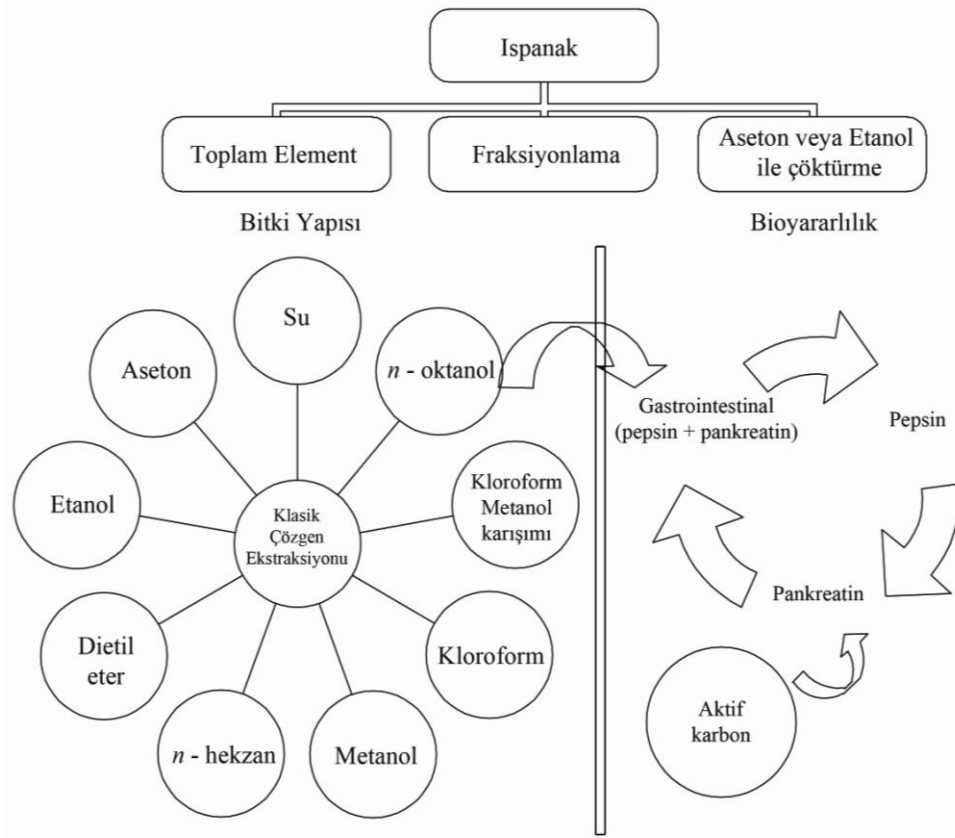 Ispanak
Toplam Element
Fraksiyonlama
Aseton veya Etanol
ile çöktürme
Bitki Yapısı
Bioyararlılık
Su
Aseton
n - oktanol
Etanol
Klasik
Çözgen
Ekstraksiyonu
Kloroform
Metanol
karışımı
Dietil
eter
Kloroform
n - hekzan
Metanol
Gastrointestinal
(pepsin + pankreatin)
Pepsin
Pankreatin
Aktif
karbon